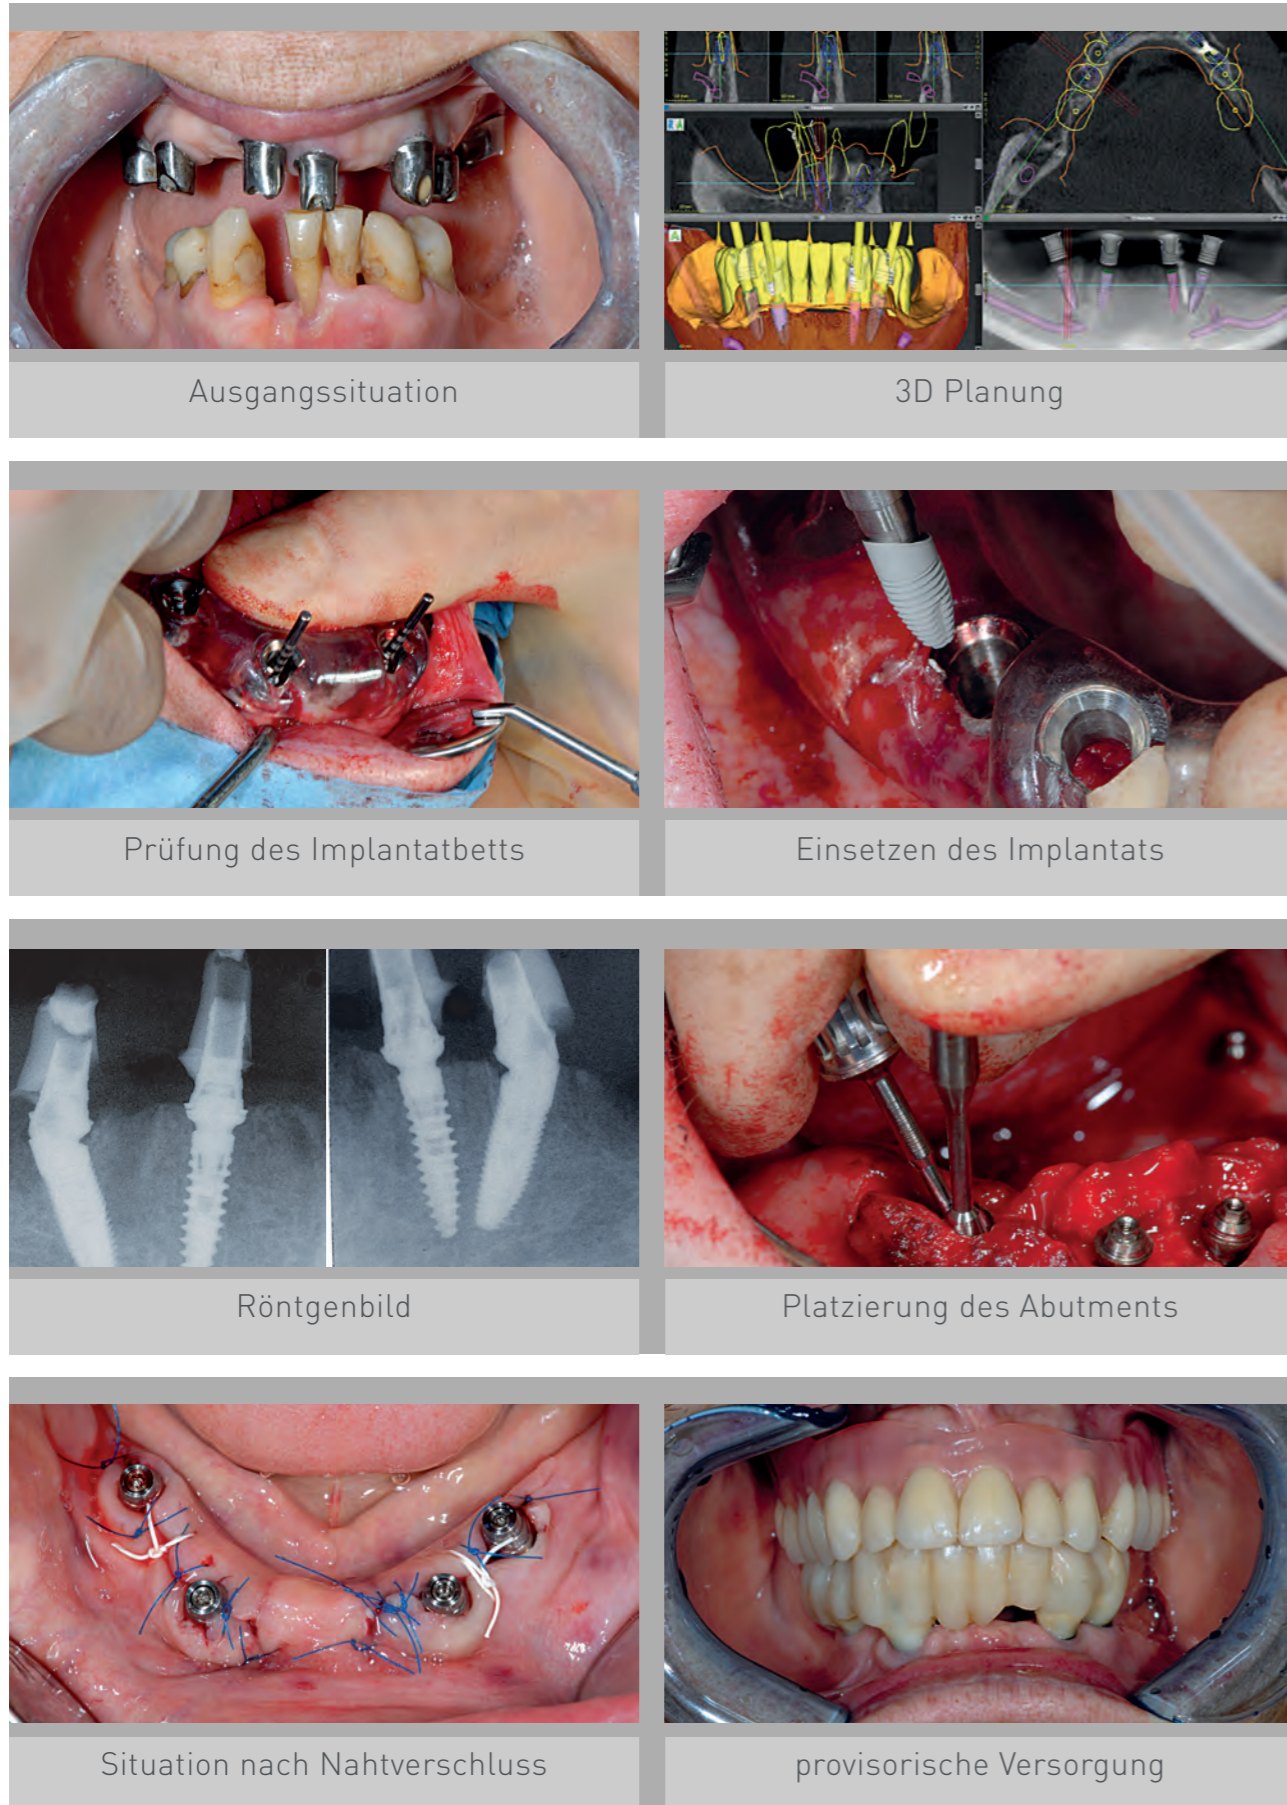 Ausgangssituation
3D Planung
Prüfung des Implantatbetts
Einsetzen des Implantats
Röntgenbild
Platzierung des Abutments
Situation nach Nahtverschluss
provisorische Versorgung